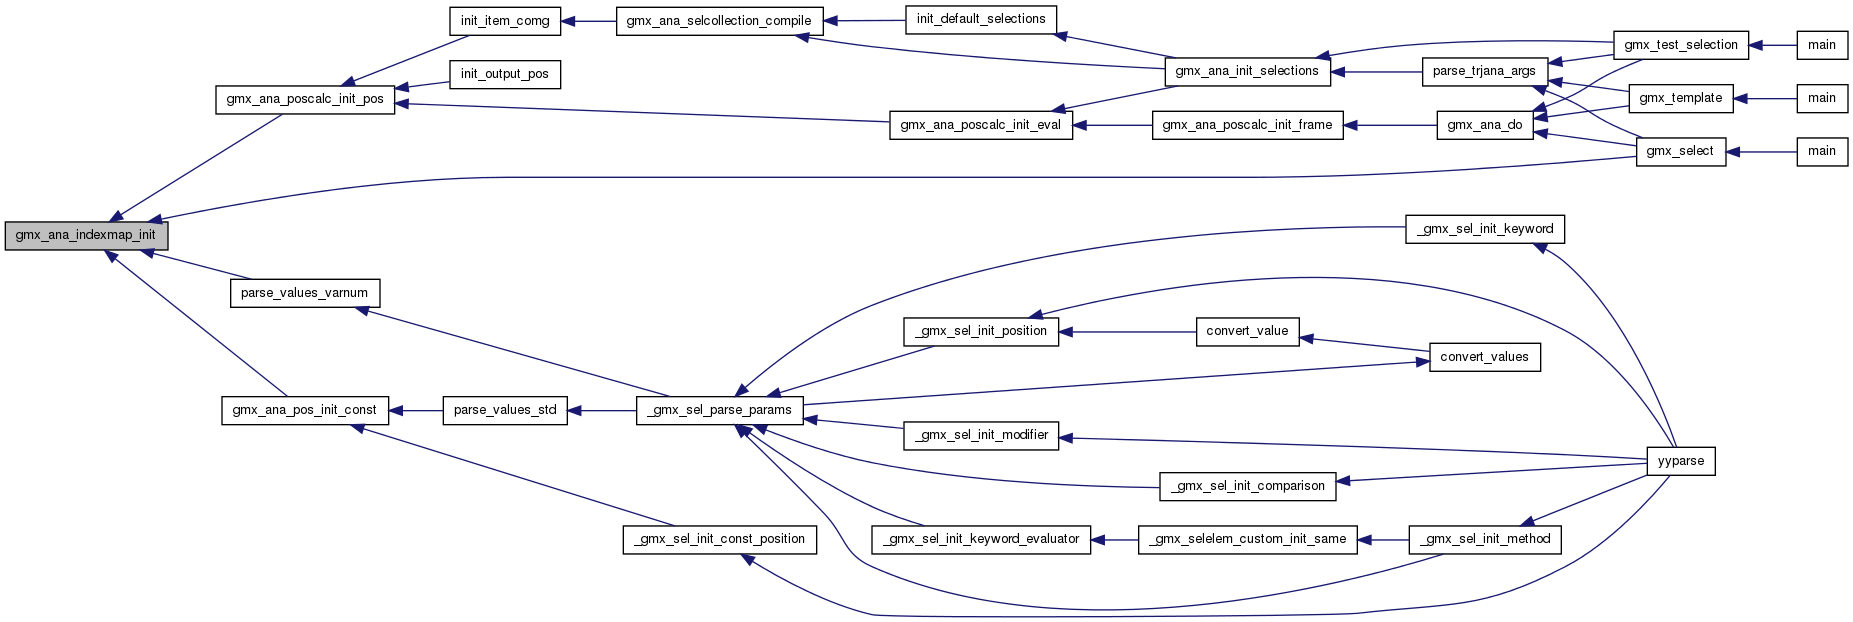 init_item_comg
gmx_ana_selcollection_compile
init_default_selections
gmx_test_selection
main
init_output_pos
gmx_ana_init_selections
parse_trjana_args
gmx_ana_poscalc_init_pos
gmx_template
main
gmx_ana_poscalc_init_eval
gmx_ana_poscalc_init_frame
gmx_ana_do
gmx_select
main
gmx_ana_indexmap_init
_gmx_sel_init_keyword
parse_values_varnum
_gmx_sel_init_position
convert_value
convert_values
gmx_ana_pos_init_const
parse_values_std
_gmx_sel_parse_params
_gmx_sel_init_modifier
yyparse
_gmx_sel_init_comparison
_gmx_sel_init_const_position
_gmx_sel_init_keyword_evaluator
_gmx_selelem_custom_init_same
_gmx_sel_init_method